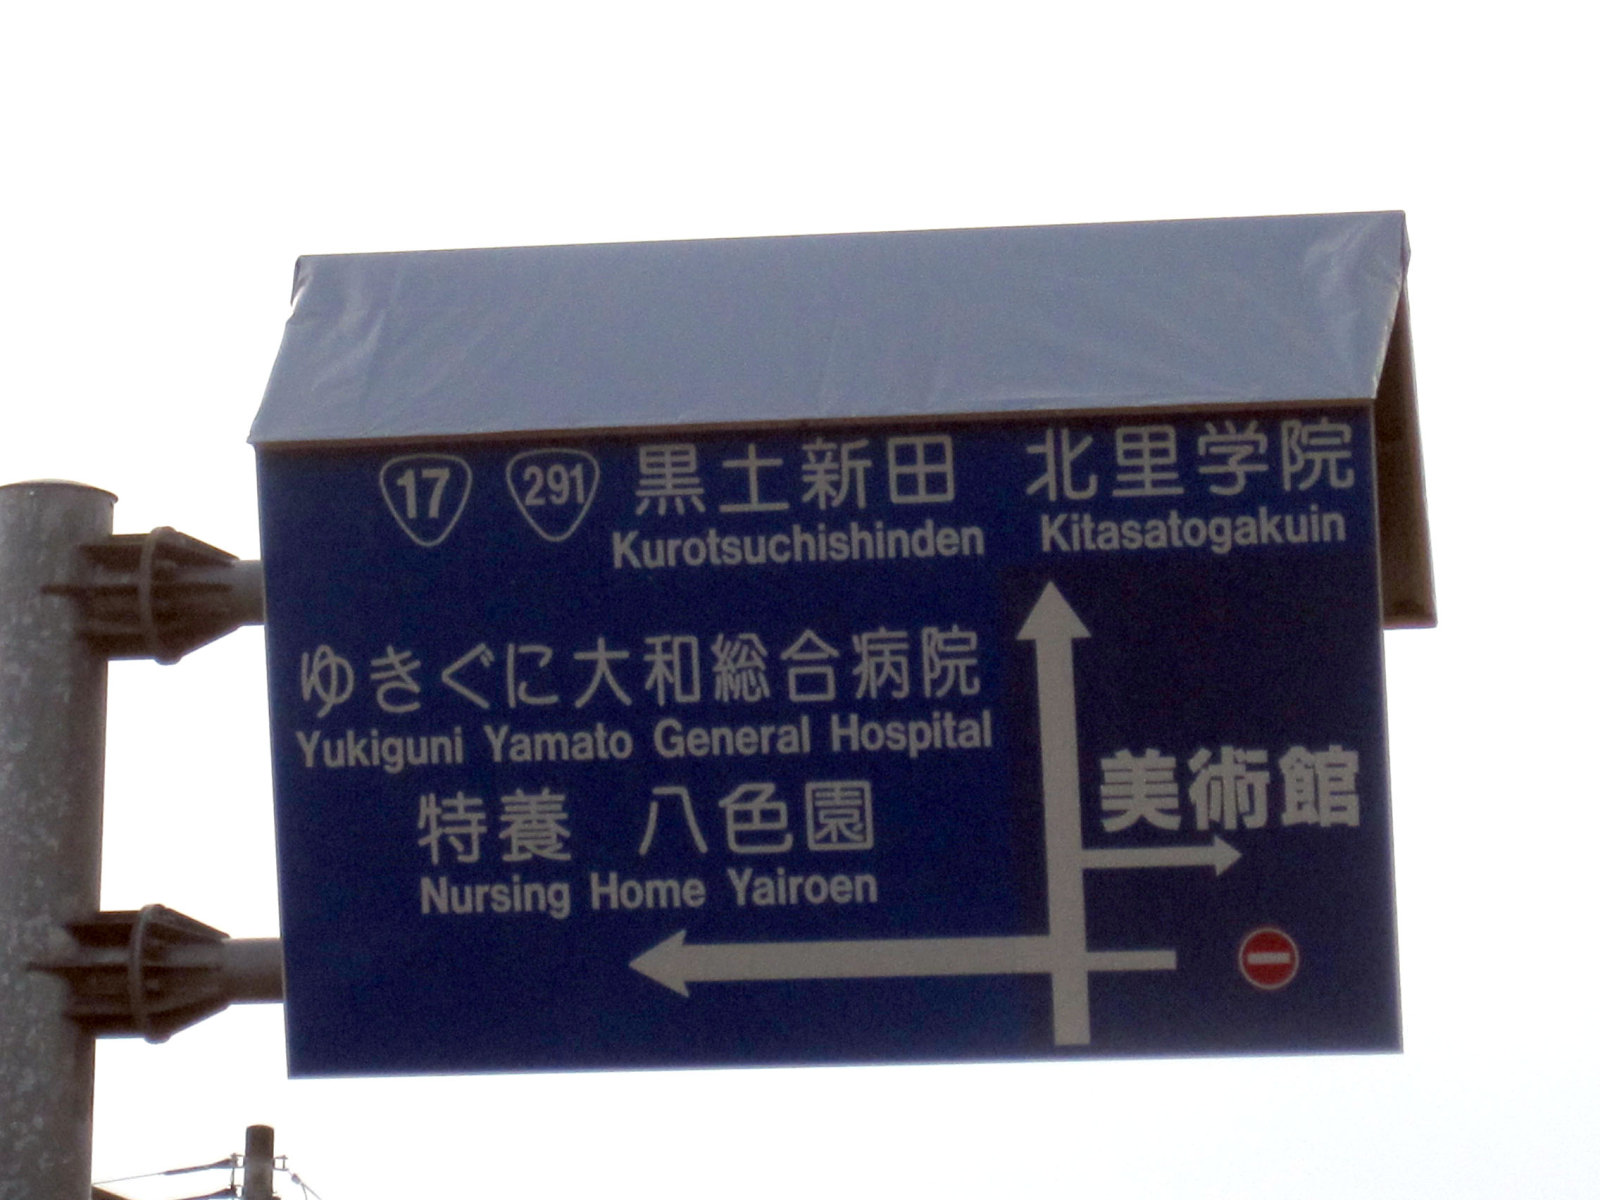 17 291 黒土新田 北里学院
Kurotsuchishinden Kitasatogakuin
ゆきぐに大和総合病院
Yukiguni Yamato General Hospital
美術館
特養 八色園
Nursing Home Yairoen